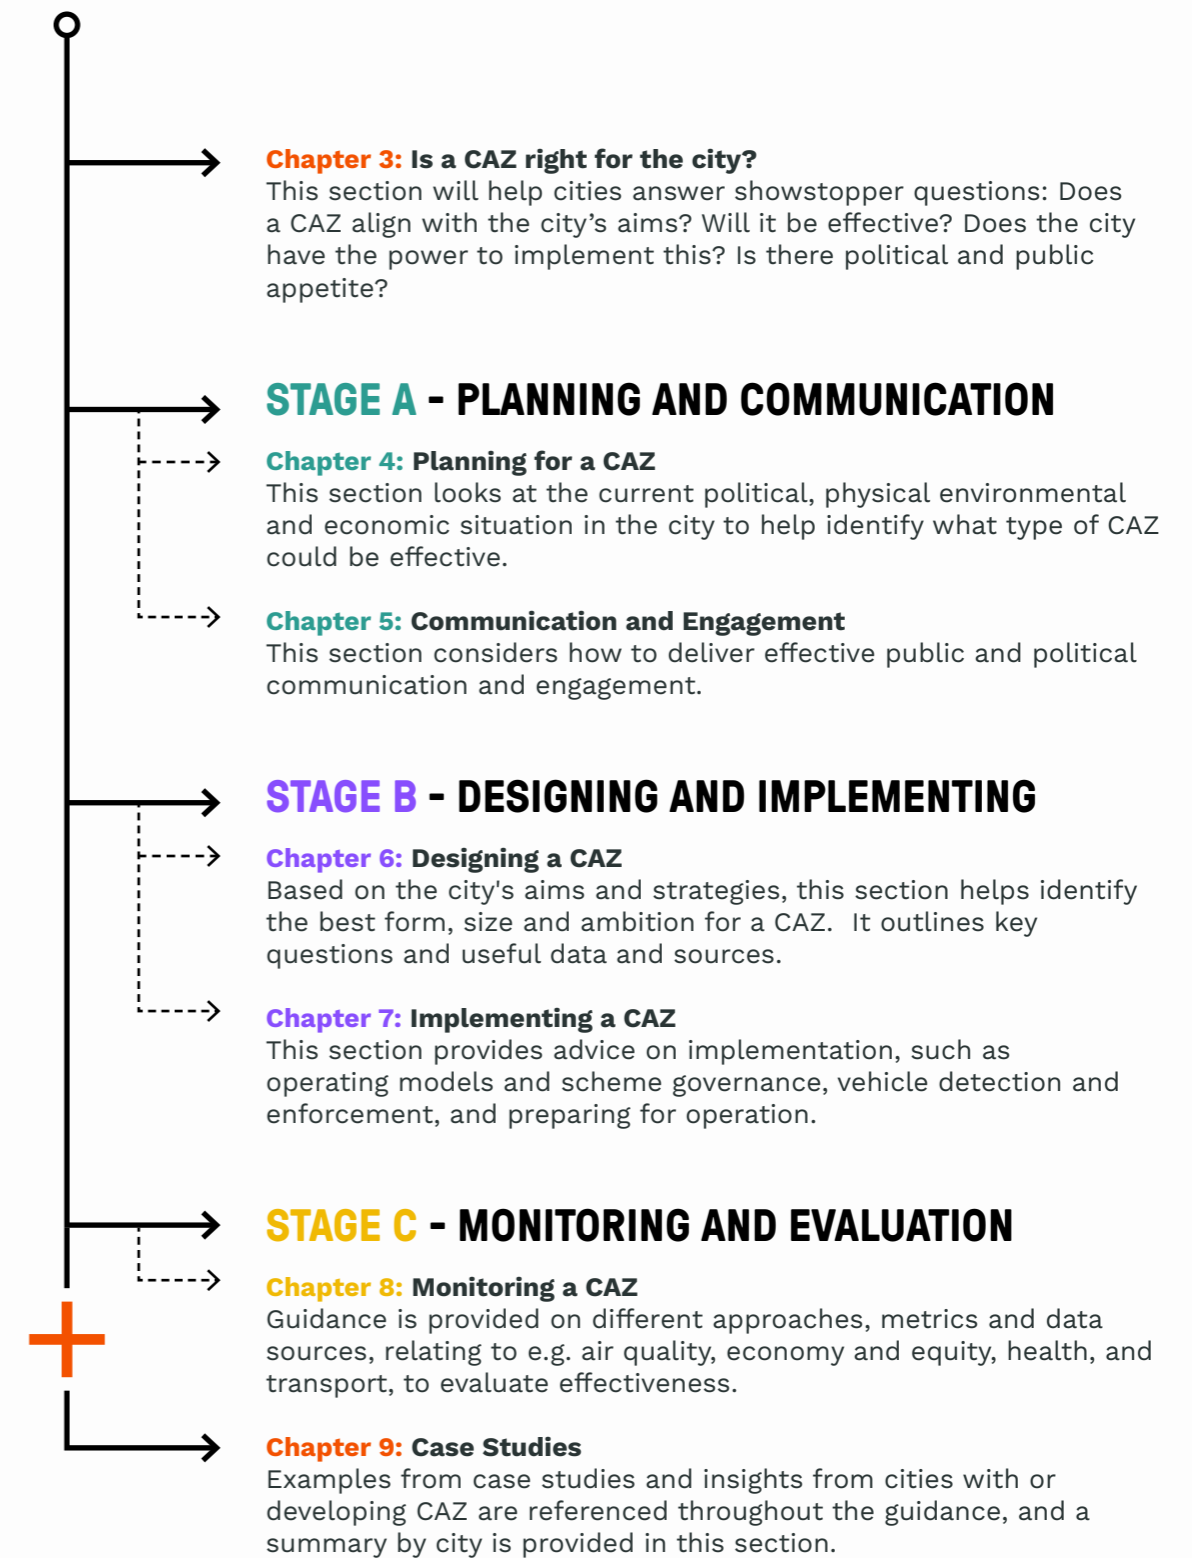 Chapter 3: Is a CAZ right for the city?
This section will help cities answer showstopper questions: Does
a CAZ align with the city’s aims? Will it be effective? Does the city
have the power to implement this? Is there political and public
appetite?
STAGE A - PLANNING AND COMMUNICATION
Chapter 4: Planning for a CAZ
This section looks at the current political, physical environmental
and economic situation in the city to help identify what type of CAZ
could be effective.
Chapter 5: Communication and Engagement
This section considers how to deliver effective public and political
communication and engagement.
STAGE B - DESIGNING AND IMPLEMENTING
Chapter 6: Designing a CAZ
Based on the city's aims and strategies, this section helps identify
the best form, size and ambition for a CAZ.  It outlines key
questions and useful data and sources.
Chapter 7: Implementing a CAZ
This section provides advice on implementation, such as
operating models and scheme governance, vehicle detection and
enforcement, and preparing for operation.
STAGE C - MONITORING AND EVALUATION
Chapter 8: Monitoring a CAZ
Guidance is provided on different approaches, metrics and data
sources, relating to e.g. air quality, economy and equity, health, and
transport, to evaluate effectiveness.
Chapter 9: Case Studies
Examples from case studies and insights from cities with or
developing CAZ are referenced throughout the guidance, and a
summary by city is provided in this section.